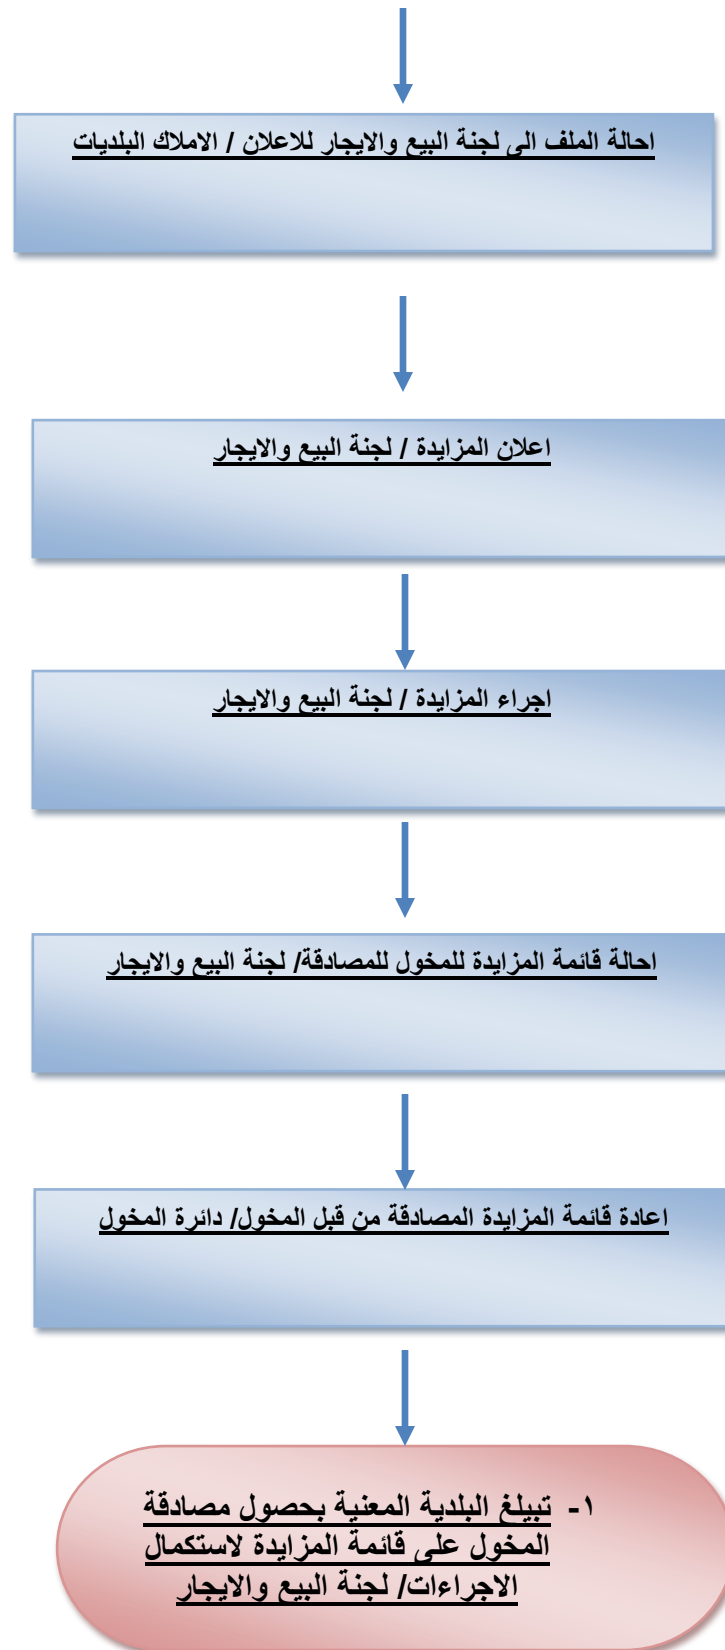 احالة الملف الى لجنة البيع والايجار للاعلان / الاملاك البلديات
اعلان المزايدة / لجنة البيع والايجار
اجراء المزايدة / لجنة البيع والايجار
احالة قائمة المزايدة للمخول للمصادقة/ لجنة البيع والايجار
اعادة قائمة المزايدة المصادقة من قبل المخول/ دائرة المخول
١- تبيلغ البلدية المعنية بحصول مصادقة
المخول على قائمة المزايدة لاستكمال
الاجراءات/ لجنة البيع والايجار